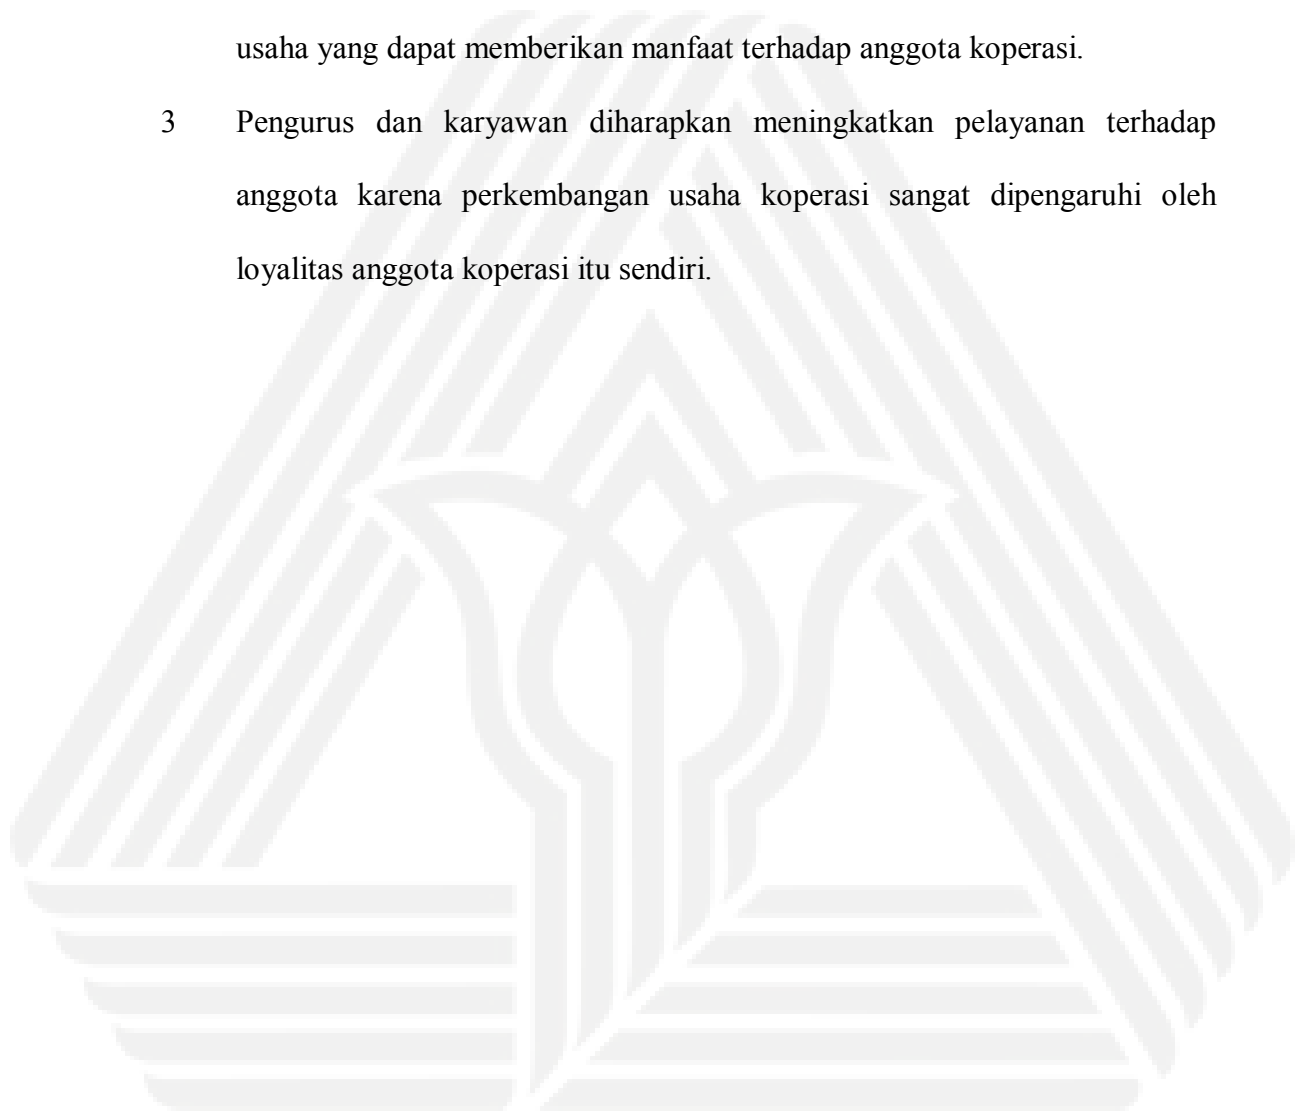 usaha yang dapat memberikan manfaat terhadap anggota koperasi.
3 Pengurus dan karyawan diharapkan meningkatkan pelayanan terhadap
anggota karena perkembangan usaha koperasi sangat dipengaruhi oleh
loyalitas anggota koperasi itu sendiri.